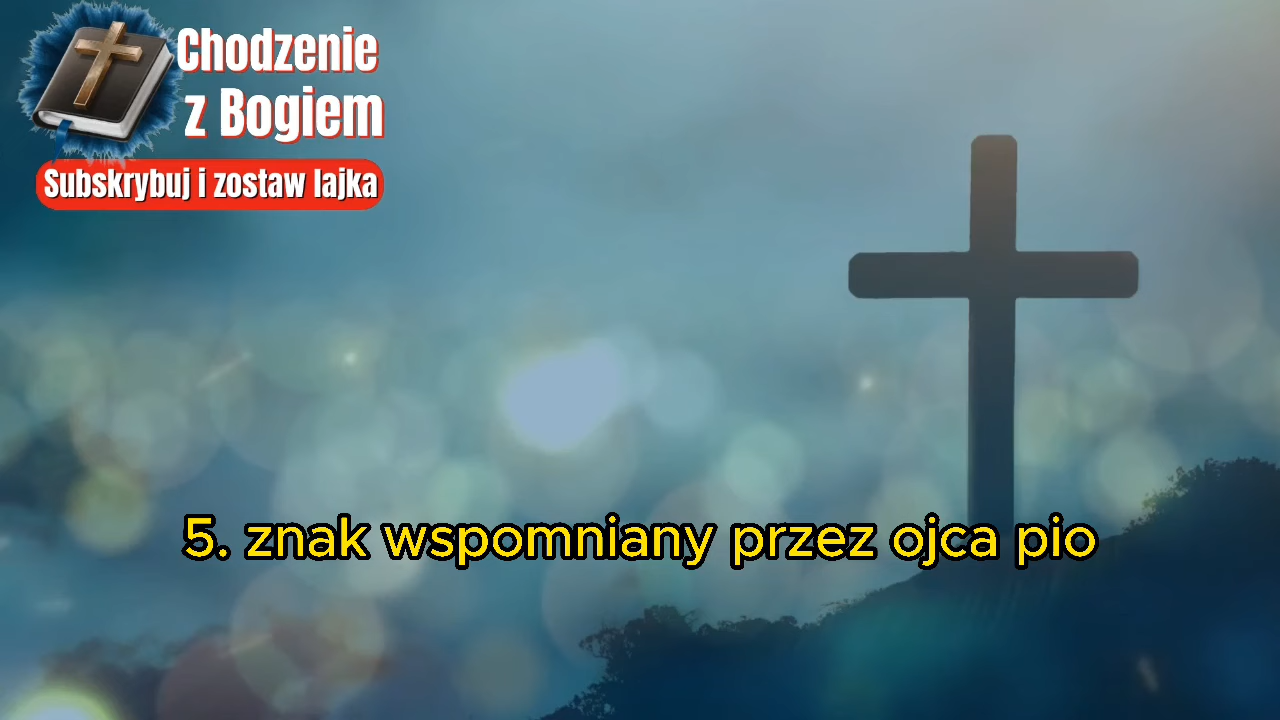 Chodzenie
z Bogiem
Subskrybuj i zostaw lajka
5. znak wspomniany przez ojca pio